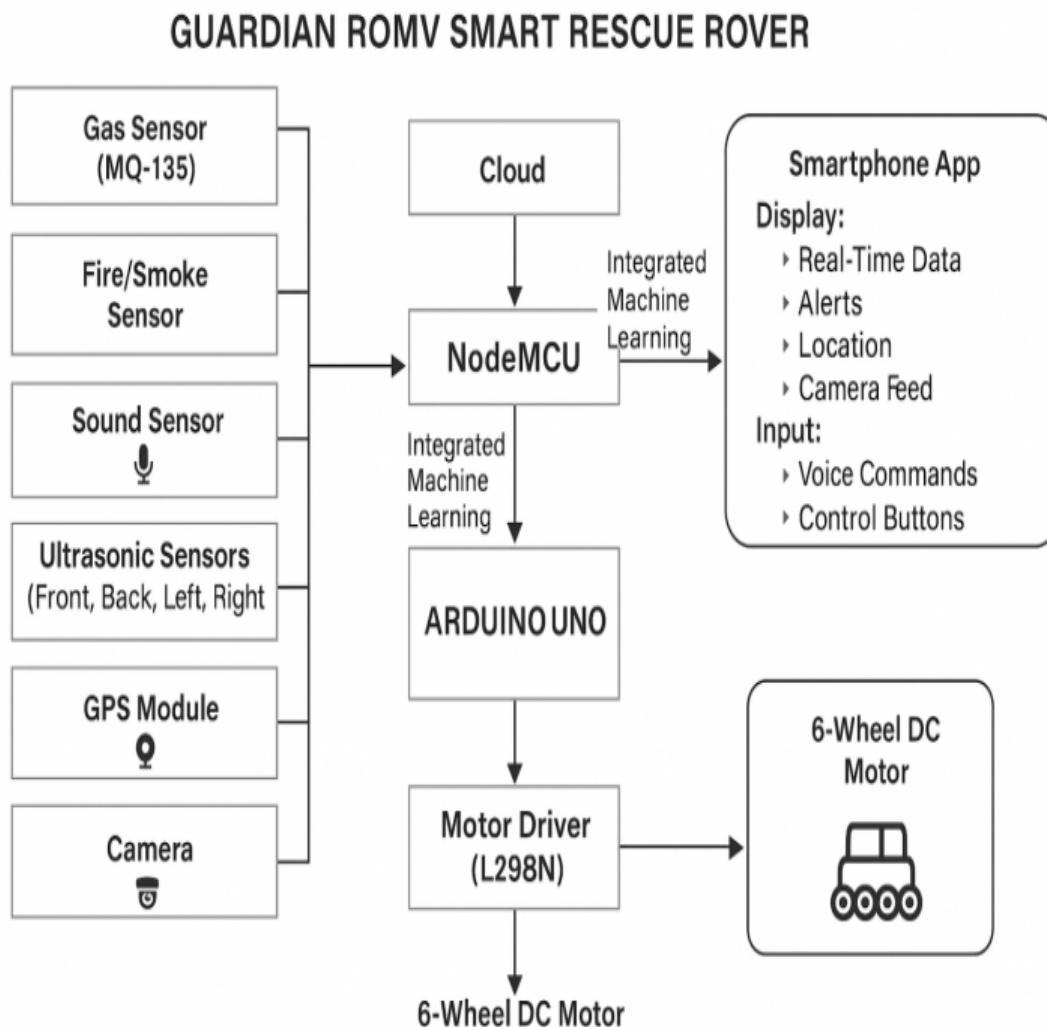 GUARDIAN ROMV SMART RESCUE ROVER
Gas Sensor
(MQ-135)
Fire/Smoke
Sensor
Sound Sensor
Ultrasonic Sensors
(Front, Back, Left, Right
GPS Module
Camera
Cloud
NodeMCU
Integrated
Machine
Learning
Integrated
Machine
Learning
ARDUINO UNO
Motor Driver
(L298N)
6-Wheel DC Motor
Smartphone App
Display:
‣ Real-Time Data
‣ Alerts
‣ Location
‣ Camera Feed
Input:
‣ Voice Commands
‣ Control Buttons
6-Wheel DC
Motor